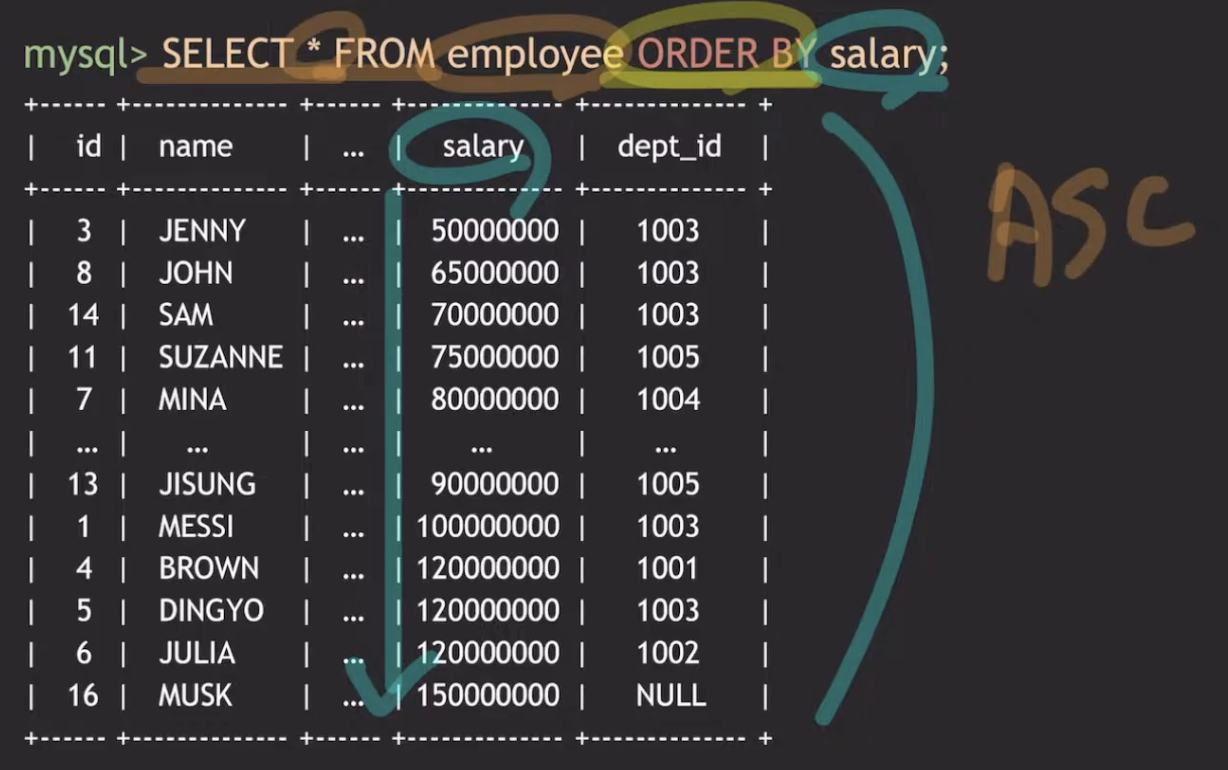 mysql> SELECT * FROM employee ORDER BY salary;
+------ +-------------- +------ +-------------- +-------------- +
| id | name | ... | salary | dept_id |
+------ +-------------- +------ +-------------- +-------------- +
| 3 | JENNY | ... | 50000000 | 1003 |
| 8 | JOHN | ... | 65000000 | 1003 |
| 14 | SAM | ... | 70000000 | 1003 |
| 11 | SUZANNE | ... | 75000000 | 1005 |
| 7 | MINA | ... | 80000000 | 1004 |
| ... | ... | ... | ... | ... |
| 13 | JISUNG | ... | 90000000 | 1005 |
| 1 | MESSI | ... | 100000000 | 1003 |
| 4 | BROWN | ... | 120000000 | 1001 |
| 5 | DINGYO | ... | 120000000 | 1003 |
| 6 | JULIA | ... | 120000000 | 1002 |
| 16 | MUSK | ... | 150000000 | NULL |
+------ +-------------- +------ +-------------- +-------------- +
ASC